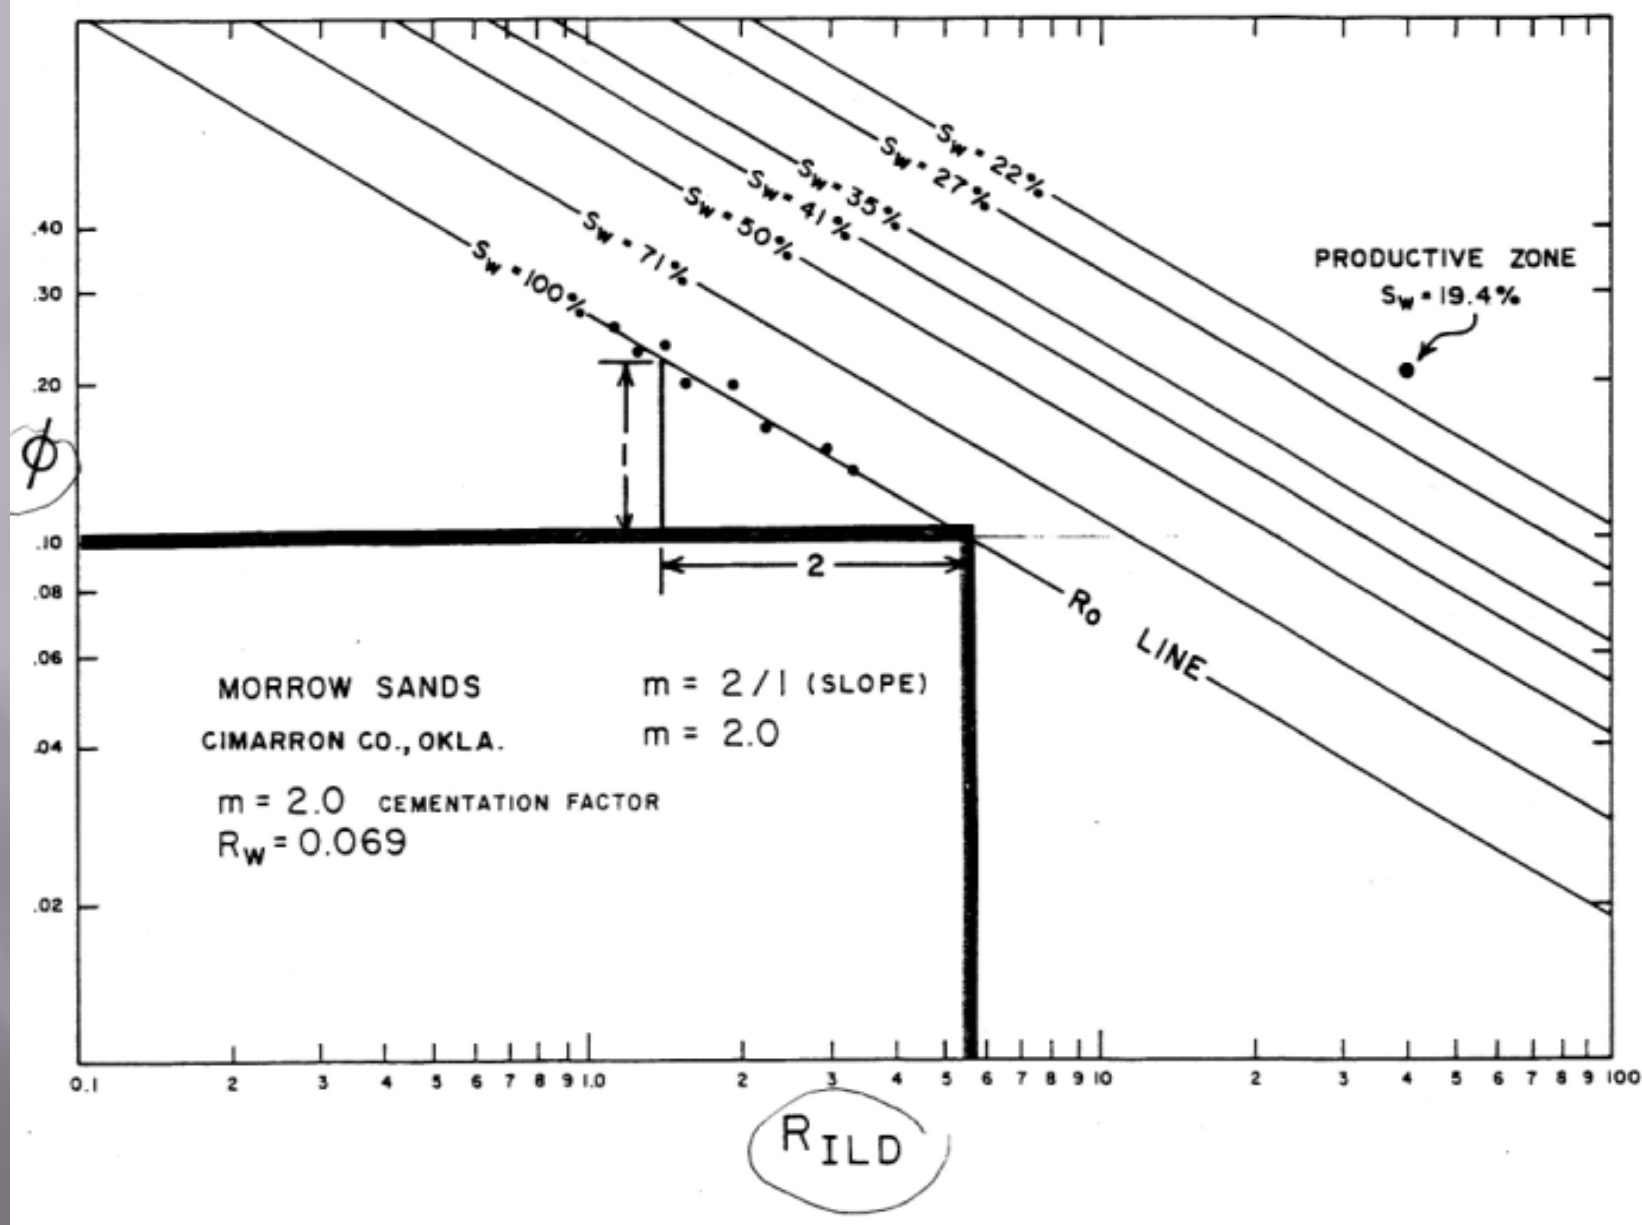 Sw = 22%
Sw = 27%
Sw = 35%
Sw = 41%
Sw = 50%
Sw = 71%
Sw = 100%
PRODUCTIVE ZONE
Sw = 19.4%
.40
.30
.20
ϕ
.10
.08
.06
.04
.02
2
R₀ LINE
MORROW SANDS
CIMARRON CO., OKLA.
m = 2/1 (SLOPE)
m = 2.0
m = 2.0 CEMENTATION FACTOR
RW = 0.069
0.1 2 3 4 5 6 7 8 9 1.0 2 3 4 5 6 7 8 9 10 2 3 4 5 6 7 8 9 100
RILD